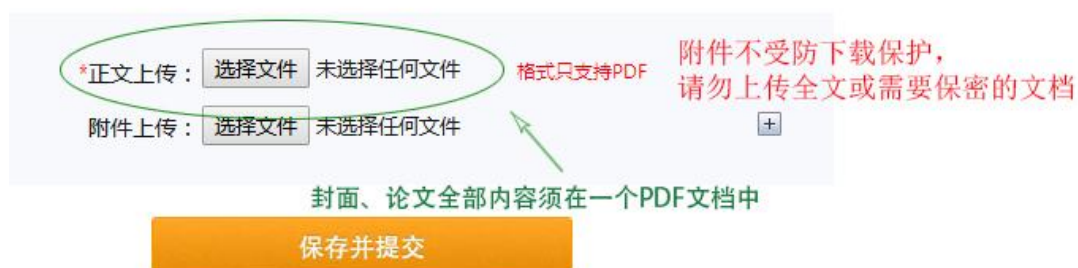 *正文上传： 选择文件 未选择任何文件 格式只支持PDF
附件不受防下载保护，
请勿上传全文或需要保密的文档
附件上传： 选择文件 未选择任何文件 +
封面、论文全部内容须在一个PDF文档中
保存并提交